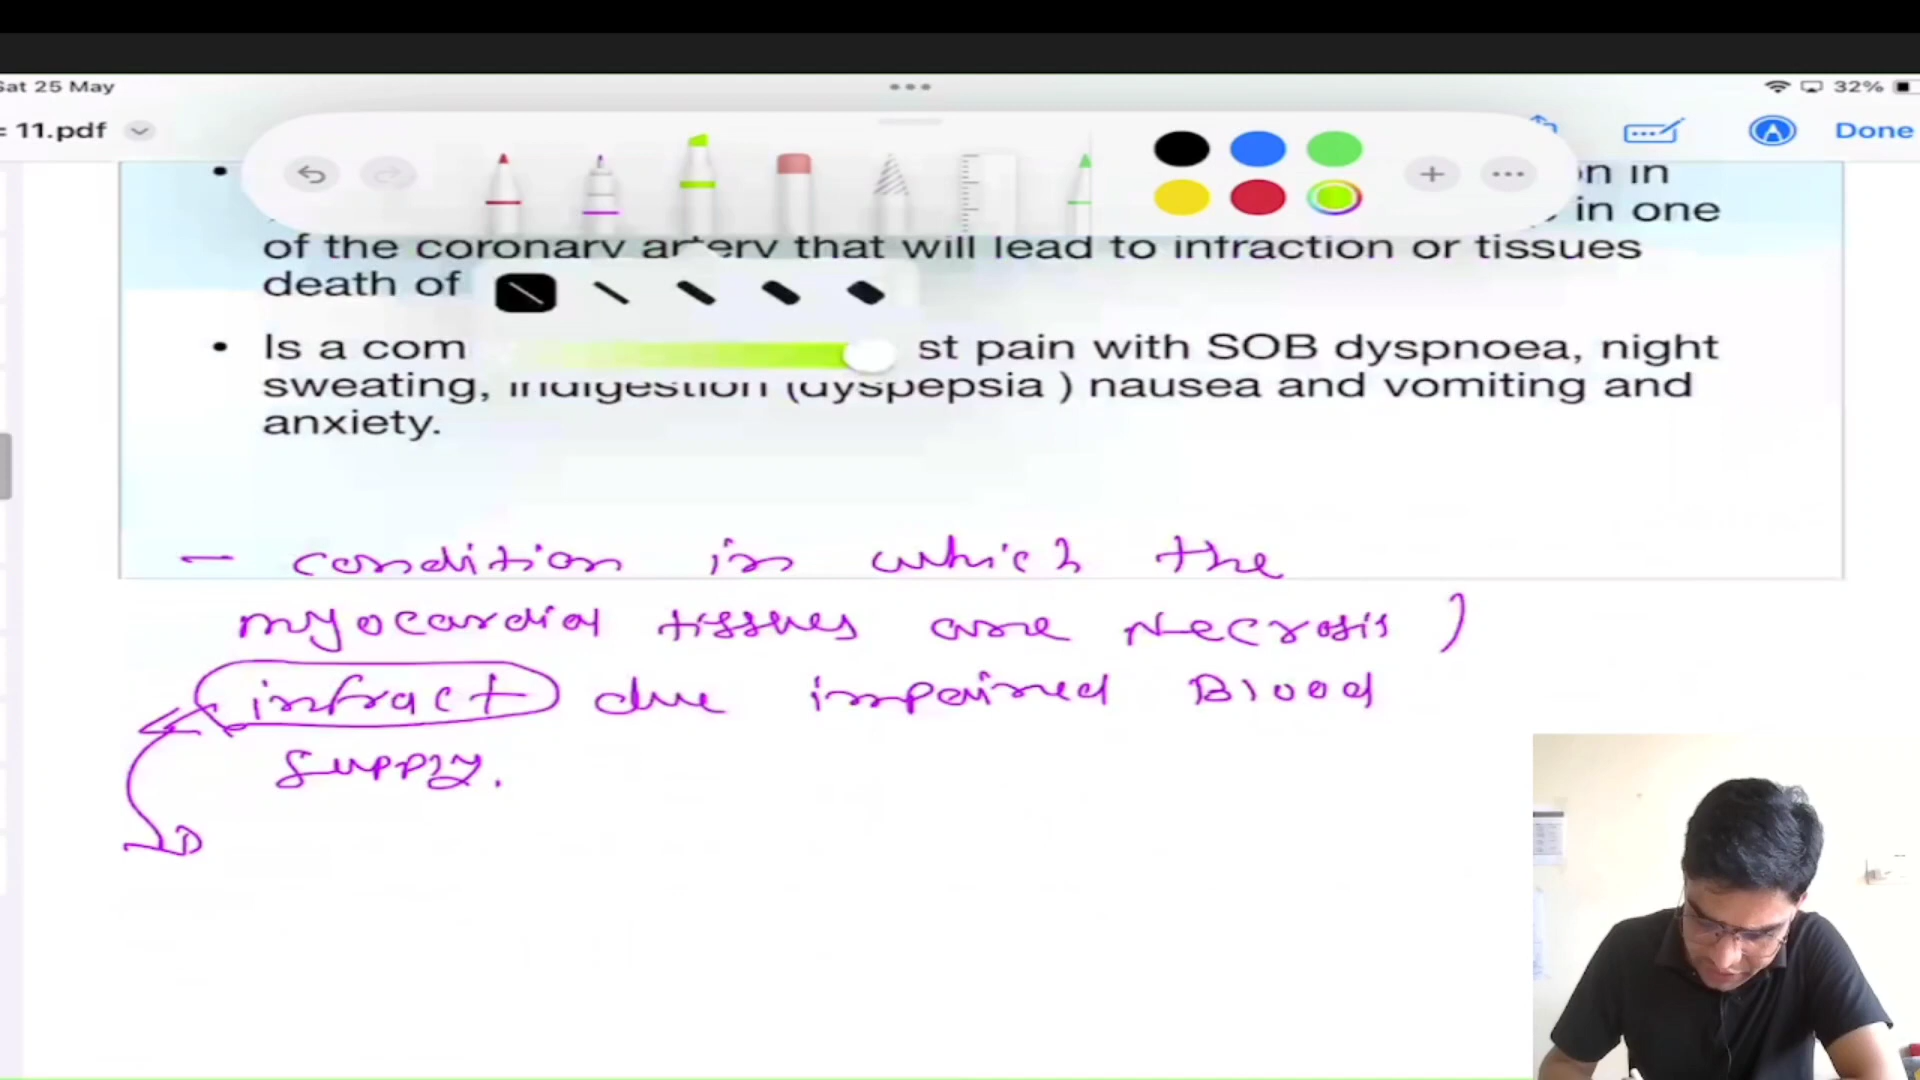 Sat 25 May
32%
= 11.pdf
Done
on in
in one
of the coronary artery that will lead to infraction or tissues
death of
• Is a com st pain with SOB dyspnoea, night
sweating, indigestion (dyspepsia ) nausea and vomiting and
anxiety.
- condition in which the
myocardial tissues are Necrosis )
infract due impaired Blood
supply.